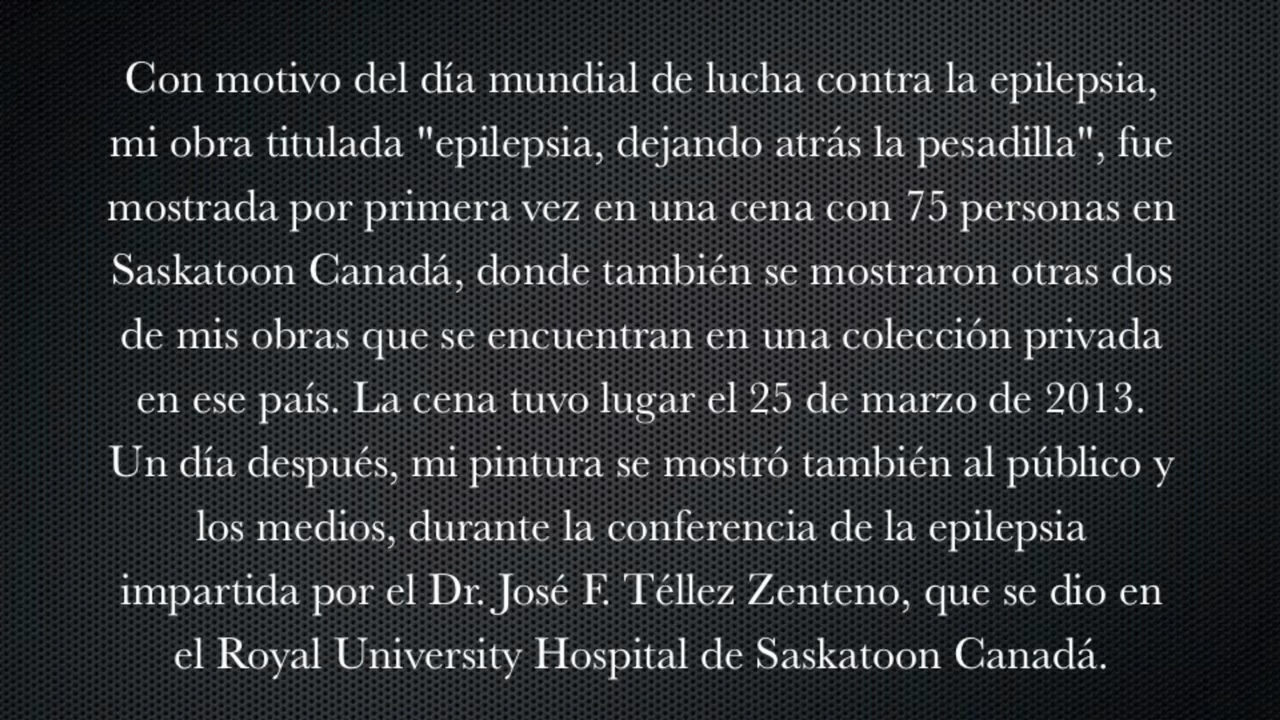 Con motivo del día mundial de lucha contra la epilepsia,
mi obra titulada "epilepsia, dejando atrás la pesadilla", fue
mostrada por primera vez en una cena con 75 personas en
Saskatoon Canadá, donde también se mostraron otras dos
de mis obras que se encuentran en una colección privada
en ese país. La cena tuvo lugar el 25 de marzo de 2013.
Un día después, mi pintura se mostró también al público y
los medios, durante la conferencia de la epilepsia
impartida por el Dr. José F. Téllez Zenteno, que se dio en
el Royal University Hospital de Saskatoon Canadá.